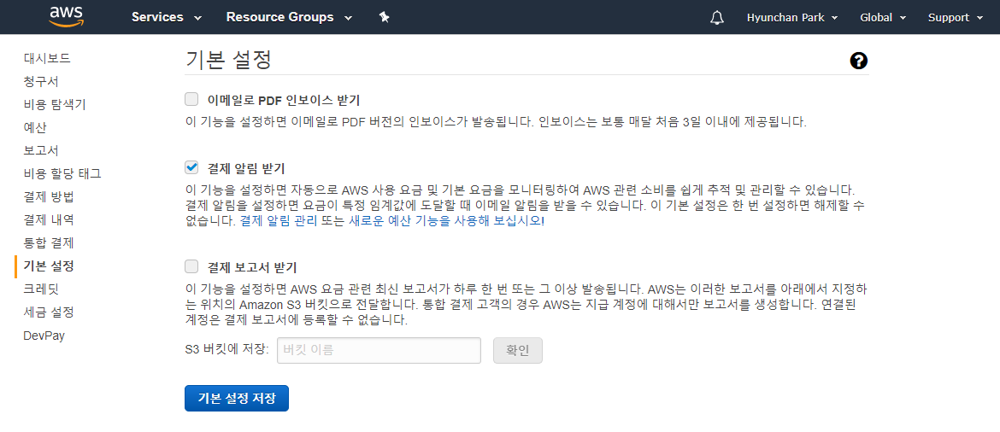 aws
Services
Resource Groups
Hyunchan Park
Global
Support
대시보드
청구서
비용 탐색기
예산
보고서
비용 할당 태그
결제 방법
결제 내역
통합 결제
기본 설정
크레딧
세금 설정
DevPay
기본 설정
?
이메일로 PDF 인보이스 받기
이 기능을 설정하면 이메일로 PDF 버전의 인보이스가 발송됩니다. 인보이스는 보통 매달 처음 3일 이내에 제공됩니다.
결제 알림 받기
이 기능을 설정하면 자동으로 AWS 사용 요금 및 기본 요금을 모니터링하여 AWS 관련 소비를 쉽게 추적 및 관리할 수 있습니다.
결제 알림을 설정하면 요금이 특정 임계값에 도달할 때 이메일 알림을 받을 수 있습니다. 이 기본 설정은 한 번 설정하면 해제할 수
없습니다. 결제 알림 관리 또는 새로운 예산 기능을 사용해 보십시오!
결제 보고서 받기
이 기능을 설정하면 AWS 요금 관련 최신 보고서가 하루 한 번 또는 그 이상 발송됩니다. AWS는 이러한 보고서를 아래에서 지정하
는 위치의 Amazon S3 버킷으로 전달합니다. 통합 결제 고객의 경우 AWS는 지급 계정에 대해서만 보고서를 생성합니다. 연결된
계정은 결제 보고서에 등록할 수 없습니다.
S3 버킷에 저장: 버킷 이름 확인
기본 설정 저장